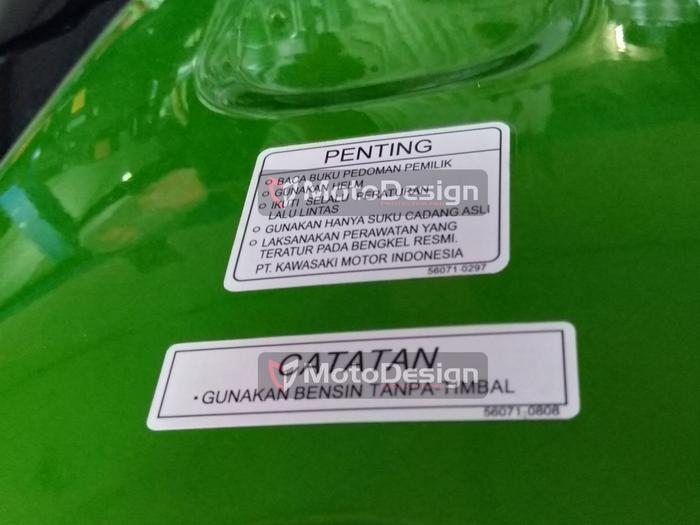 PENTING
BACA BUKU PEDOMAN PEMILIK
GUNAKAN HELM
IKUTI SELALU PERATURAN
LALU LINTAS
GUNAKAN HANYA SUKU CADANG ASLI
LAKSANAKAN PERAWATAN YANG
TERATUR PADA BENGKEL RESMI.
PT. KAWASAKI MOTOR INDONESIA
56071-0297
MotoDesign
CATATAN
MotoDesign
· GUNAKAN BENSIN TANPA-TIMBAL
56071-0808